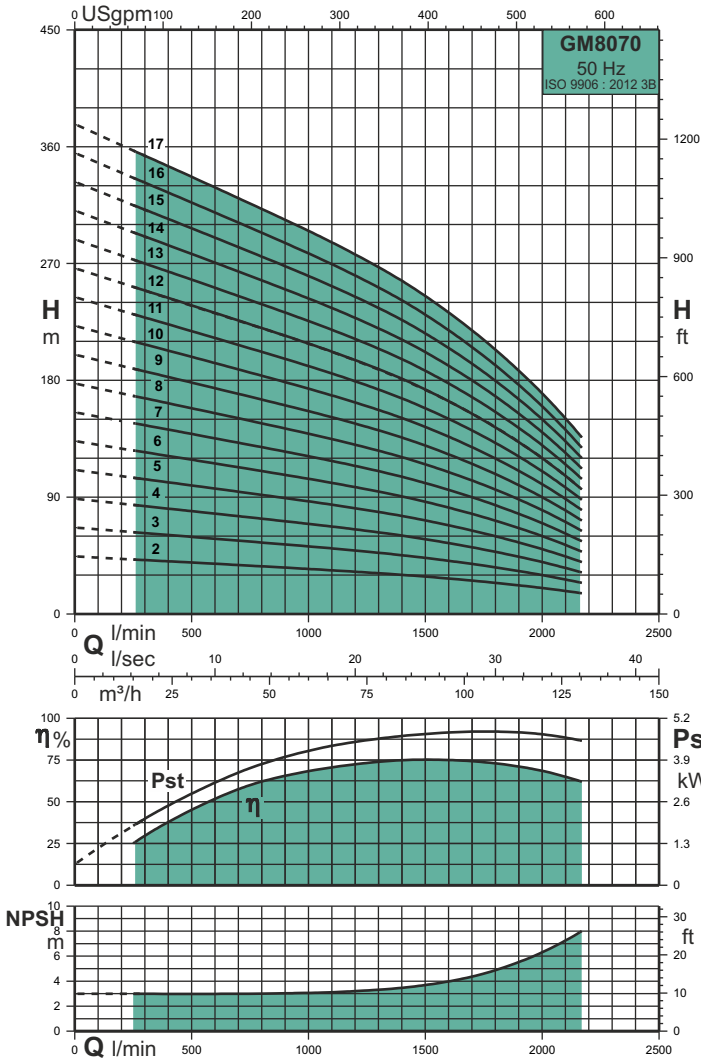 USgpm
0 100 200 300 400 500 600
GM8070
50 Hz
ISO 9906 : 2012 3B
450
360
270
180
90
0
H
m
1200
900
600
300
0
H
ft
17
16
15
14
13
12
11
10
9
8
7
6
5
4
3
2
0 500 1000 1500 2000 2500
Q l/min
0 10 20 30 40
l/sec
0 25 50 75 100 125 150
m³/h
η%
100
75
50
25
0
Pst
η
5.2
3.9
2.6
1.3
0
Ps
kW
NPSH
m
10
8
6
4
2
0
30
20
10
0
ft
0 500 1000 1500 2000 2500
Q l/min